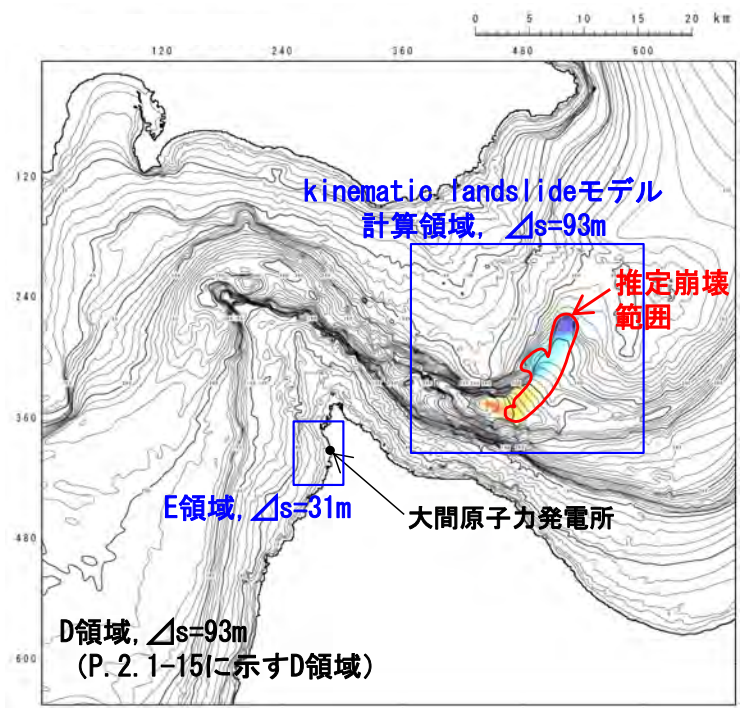 0 5 10 15 20 km
120 240 360 480 600
120
kinematic landslideモデル
計算領域, ⊿s=93m
240
推定崩壊
範囲
360
E領域, ⊿s=31m
大間原子力発電所
480
D領域, ⊿s=93m
(P.2.1-15に示すD領域)
600